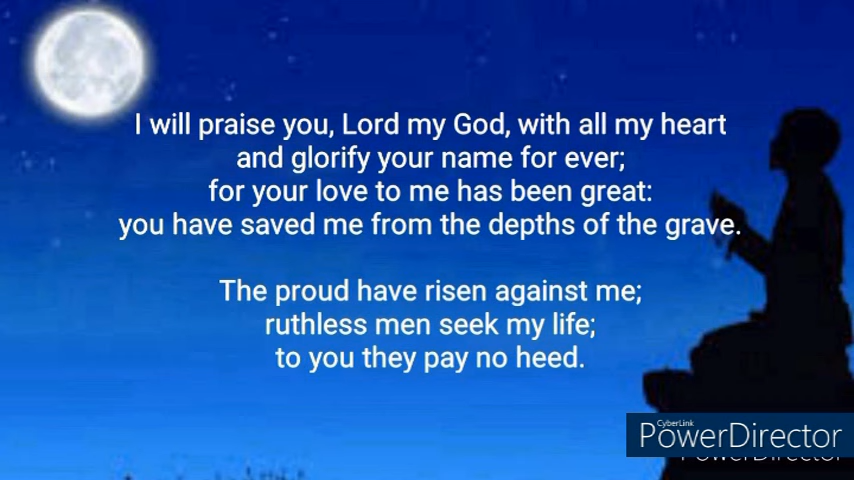 I will praise you, Lord my God, with all my heart
and glorify your name for ever;
for your love to me has been great:
you have saved me from the depths of the grave.
The proud have risen against me;
ruthless men seek my life;
to you they pay no heed.
CyberLink
PowerDirector
PowerDirector